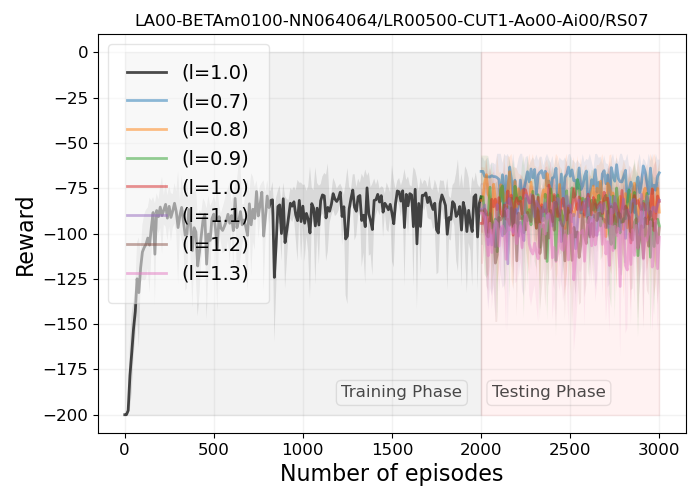 LA00-BETAm0100-NN064064/LR00500-CUT1-Ao00-Ai00/RS07
Reward
0
−25
−50
−75
−100
−125
−150
−175
−200
(l=1.0)
(l=0.7)
(l=0.8)
(l=0.9)
(l=1.0)
(l=1.1)
(l=1.2)
(l=1.3)
Training Phase
Testing Phase
0
500
1000
1500
2000
2500
3000
Number of episodes